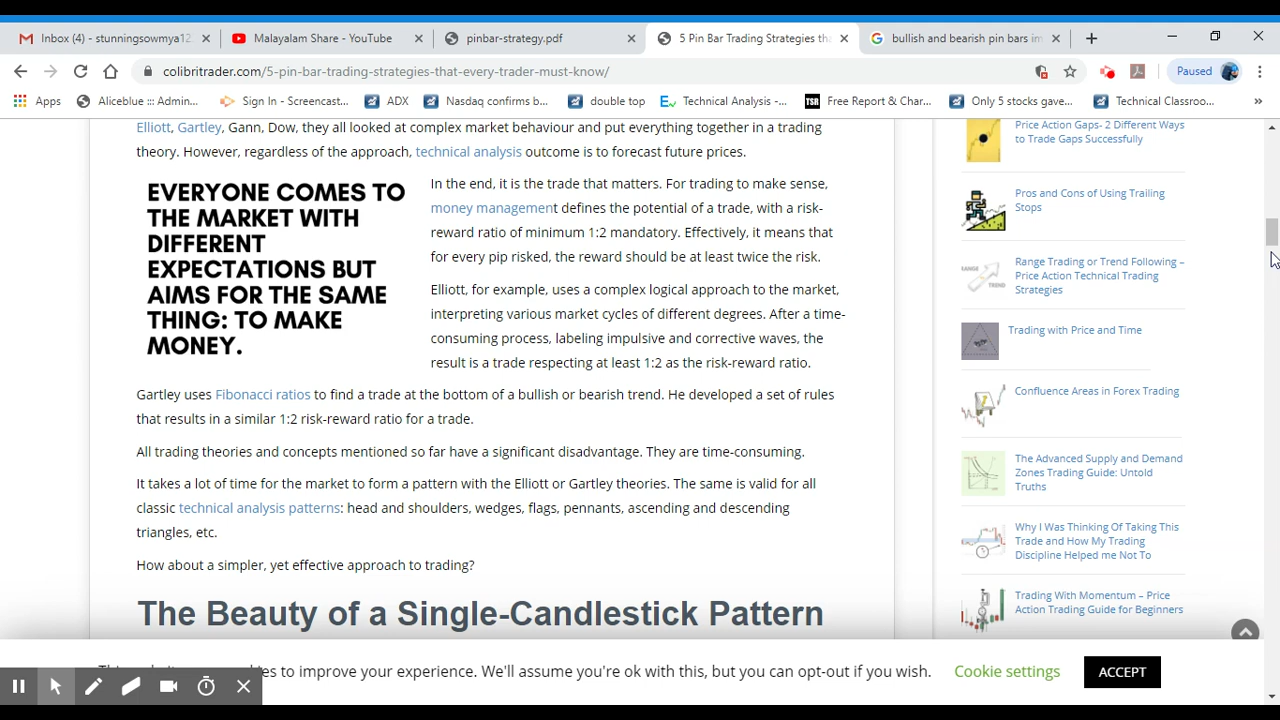 Inbox (4) - stunningsowmya12
Malayalam Share - YouTube
pinbar-strategy.pdf
5 Pin Bar Trading Strategies tha
bullish and bearish pin bars im
colibritrader.com/5-pin-bar-trading-strategies-that-every-trader-must-know/
Paused
Apps
Aliceblue ::: Admin...
Sign In - Screencast...
ADX
Nasdaq confirms b...
double top
Technical Analysis -...
TSR
Free Report & Char...
Only 5 stocks gave...
Technical Classroo...
»
Elliott, Gartley, Gann, Dow, they all looked at complex market behaviour and put everything together in a trading
theory. However, regardless of the approach, technical analysis outcome is to forecast future prices.
EVERYONE COMES TO
THE MARKET WITH
DIFFERENT
EXPECTATIONS BUT
AIMS FOR THE SAME
THING: TO MAKE
MONEY.
In the end, it is the trade that matters. For trading to make sense,
money management defines the potential of a trade, with a risk-
reward ratio of minimum 1:2 mandatory. Effectively, it means that
for every pip risked, the reward should be at least twice the risk.
Elliott, for example, uses a complex logical approach to the market,
interpreting various market cycles of different degrees. After a time-
consuming process, labeling impulsive and corrective waves, the
result is a trade respecting at least 1:2 as the risk-reward ratio.
Gartley uses Fibonacci ratios to find a trade at the bottom of a bullish or bearish trend. He developed a set of rules
that results in a similar 1:2 risk-reward ratio for a trade.
All trading theories and concepts mentioned so far have a significant disadvantage. They are time-consuming.
It takes a lot of time for the market to form a pattern with the Elliott or Gartley theories. The same is valid for all
classic technical analysis patterns: head and shoulders, wedges, flags, pennants, ascending and descending
triangles, etc.
How about a simpler, yet effective approach to trading?
The Beauty of a Single-Candlestick Pattern
Price Action Gaps- 2 Different Ways
to Trade Gaps Successfully
Pros and Cons of Using Trailing
Stops
RANGE
TREND
Range Trading or Trend Following –
Price Action Technical Trading
Strategies
Trading with Price and Time
Confluence Areas in Forex Trading
The Advanced Supply and Demand
Zones Trading Guide: Untold
Truths
Why I Was Thinking Of Taking This
Trade and How My Trading
Discipline Helped me Not To
Trading With Momentum – Price
Action Trading Guide for Beginners
to improve your experience. We'll assume you're ok with this, but you can opt-out if you wish.
Cookie settings
ACCEPT